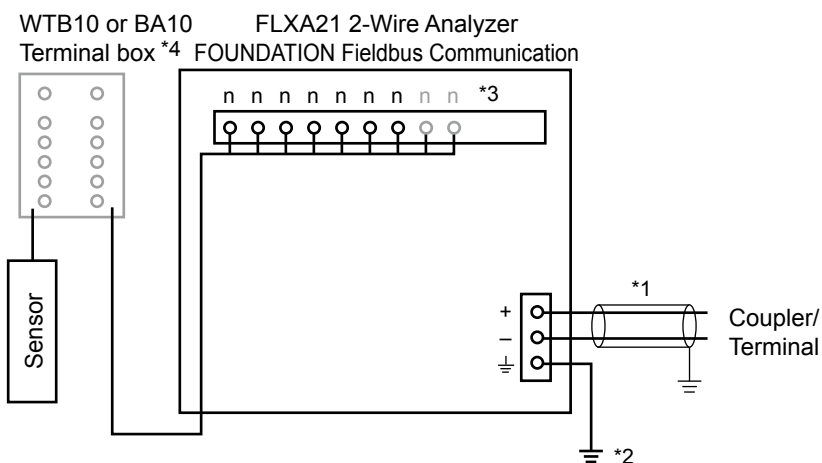 WTB10 or BA10
Terminal box *4
FLXA21 2-Wire Analyzer
FOUNDATION Fieldbus Communication
n n n n n n n n n *3
Sensor
+
–
*1
Coupler/
Terminal
*2